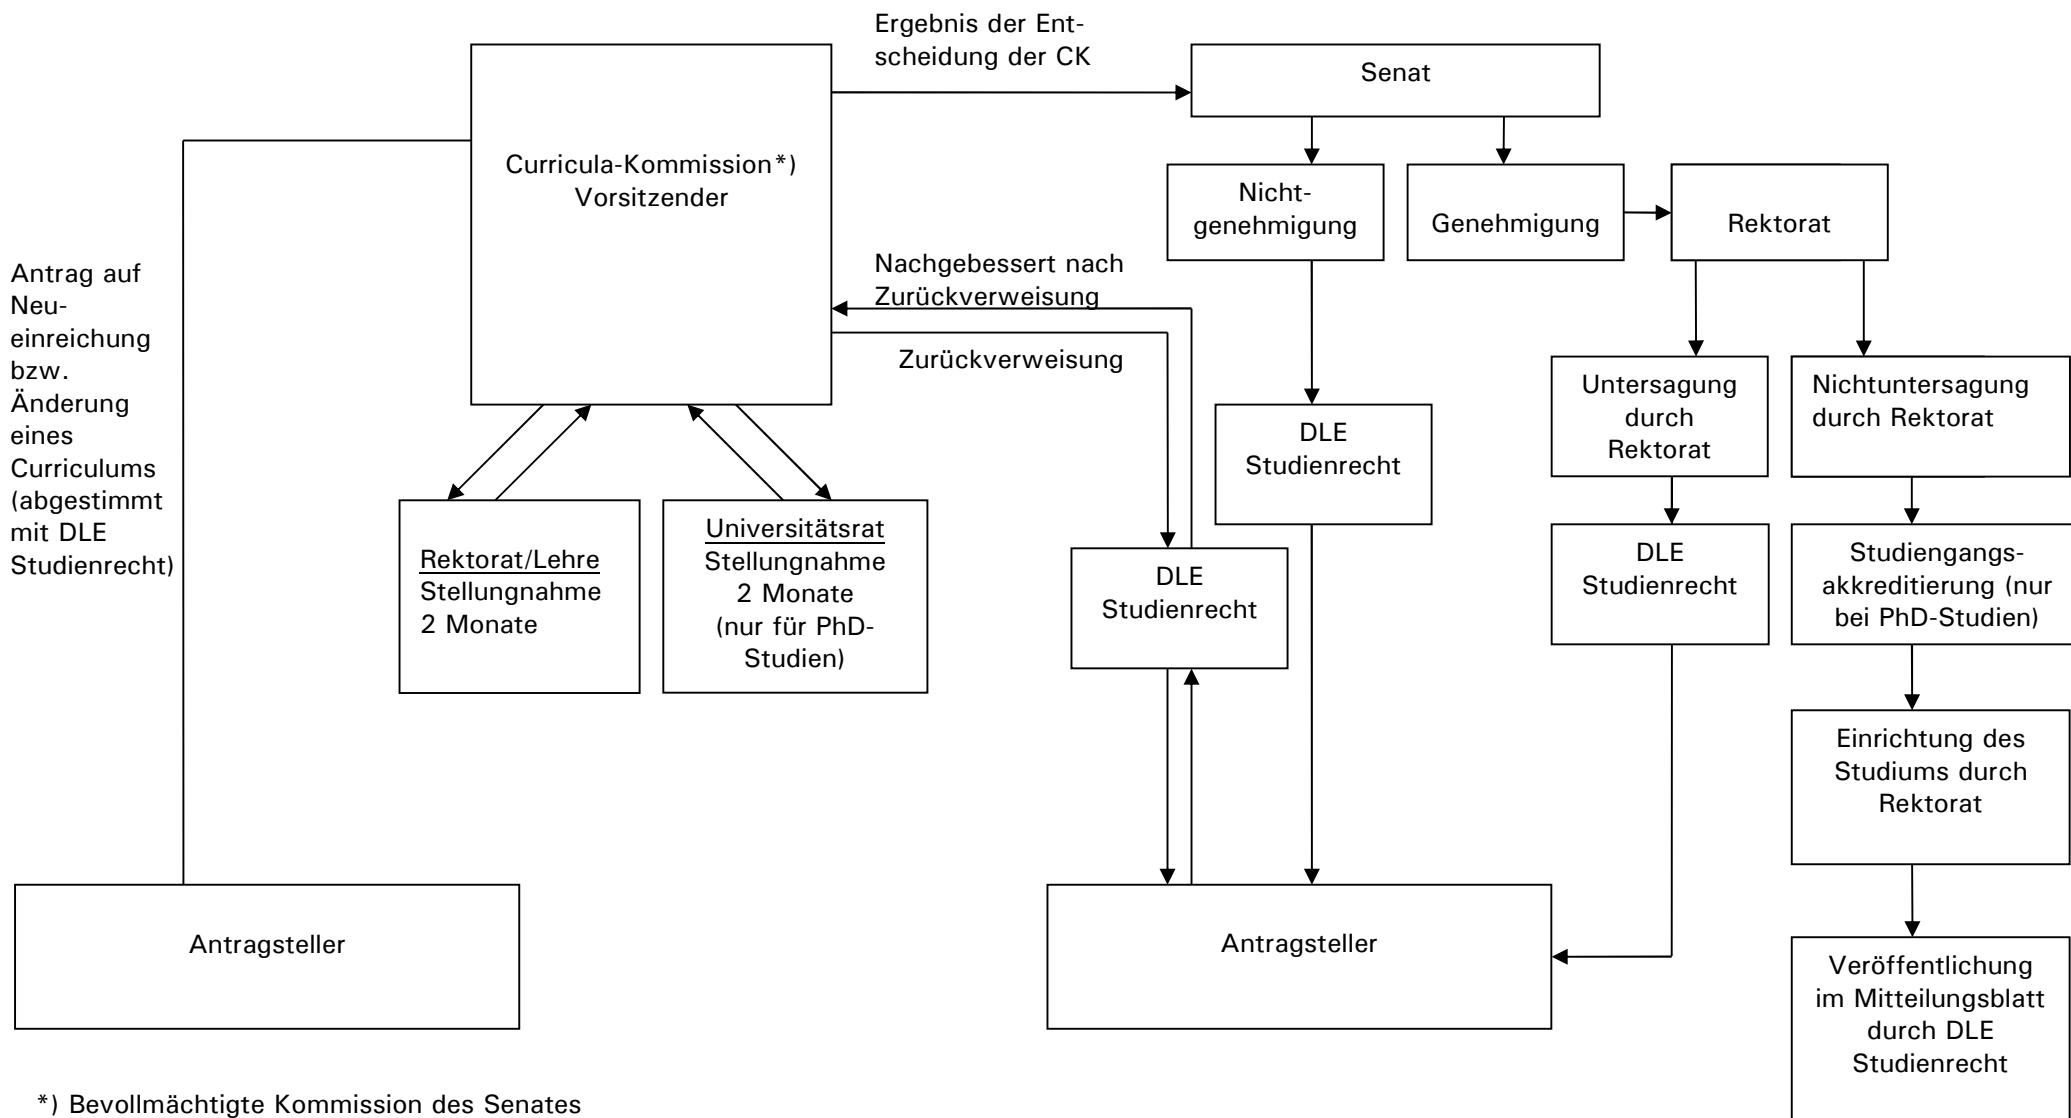 Ergebnis der Ent-
scheidung der CK
Senat
Curricula-Kommission*)
Vorsitzender
Nicht-
genehmigung
Genehmigung
Rektorat
Antrag auf
Neu-
einreichung
bzw.
Änderung
eines
Curriculums
(abgestimmt
mit DLE
Studienrecht)
Nachgebessert nach
Zurückverweisung
Zurückverweisung
Untersagung
durch
Rektorat
Nichtuntersagung
durch Rektorat
DLE
Studienrecht
Rektorat/Lehre
Stellungnahme
2 Monate
Universitätsrat
Stellungnahme
2 Monate
(nur für PhD-
Studien)
DLE
Studienrecht
DLE
Studienrecht
Studiengangs-
akkreditierung (nur
bei PhD-Studien)
Einrichtung des
Studiums durch
Rektorat
Antragsteller
Antragsteller
Veröffentlichung
im Mitteilungsblatt
durch DLE
Studienrecht
*) Bevollmächtigte Kommission des Senates